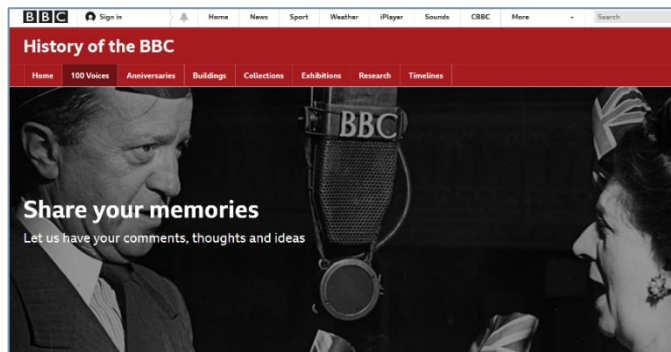 BBC Sign in Home News Sport Weather iPlayer Sounds CBBC More Search
History of the BBC
Home 100 Voices Anniversaries Buildings Collections Exhibitions Research Timelines
BBC
Share your memories
Let us have your comments, thoughts and ideas